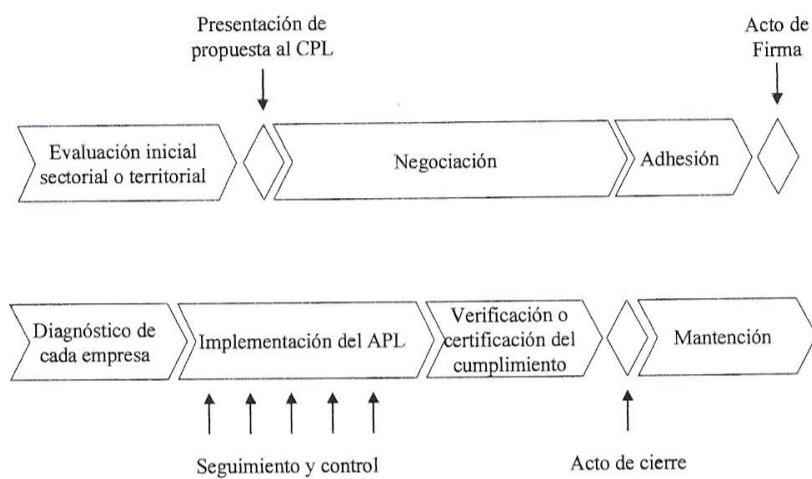 Presentación de
propuesta al CPL
Acto de
Firma
Evaluación inicial
sectorial o territorial
Negociación
Adhesión
Diagnóstico de
cada empresa
Implementación del APL
Verificación o
certificación del
cumplimiento
Mantención
Seguimiento y control
Acto de cierre